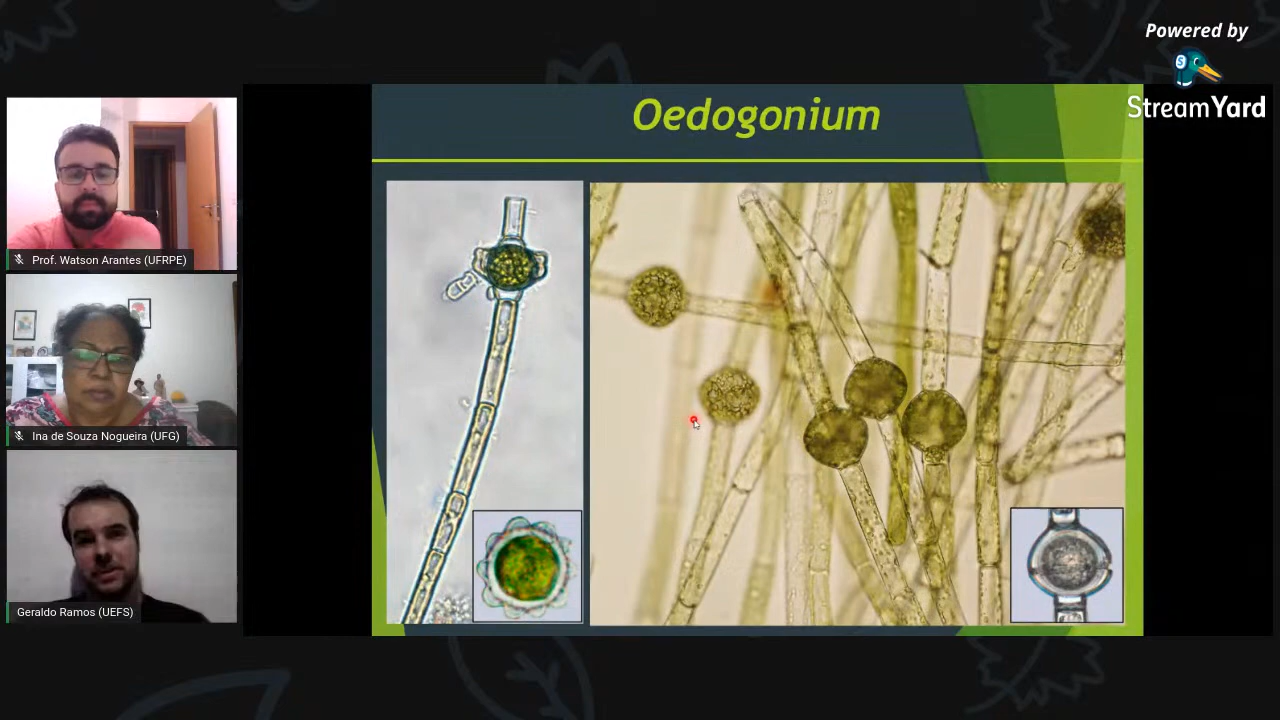 Powered by
StreamYard
Oedogonium
Prof. Watson Arantes (UFRPE)
Ina de Souza Nogueira (UFG)
Geraldo Ramos (UEFS)